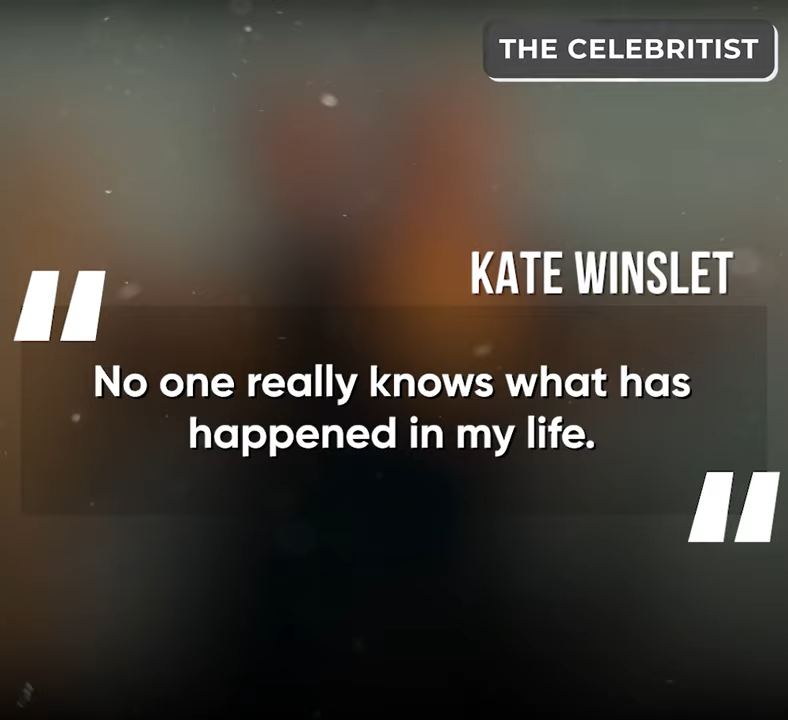 THE CELEBRITIST
KATE WINSLET
"No one really knows what has
happened in my life."